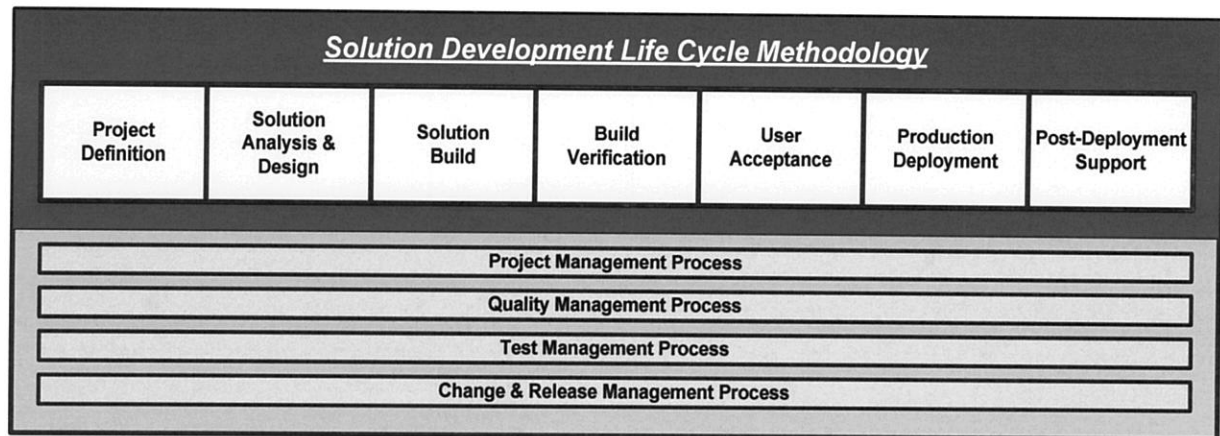 Solution Development Life Cycle Methodology
Project
Definition
Solution
Analysis &
Design
Solution
Build
Build
Verification
User
Acceptance
Production
Deployment
Post-Deployment
Support
Project Management Process
Quality Management Process
Test Management Process
Change & Release Management Process